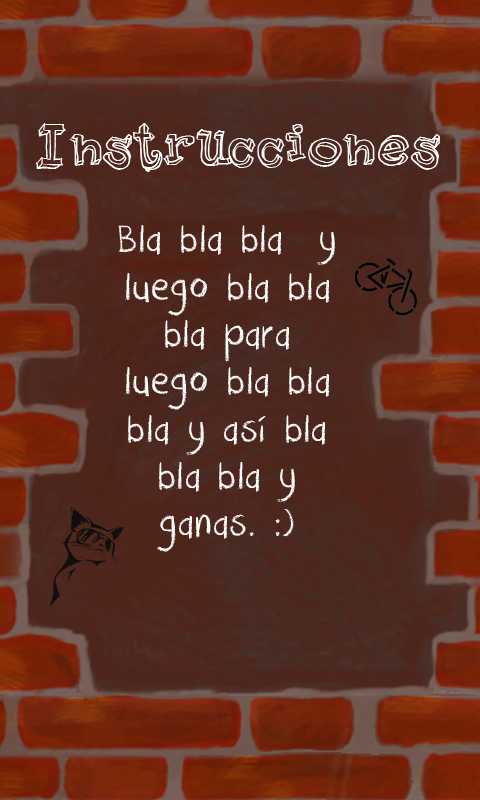 Instrucciones
Bla bla bla y
luego bla bla
bla para
luego bla bla
bla y así bla
bla bla y
ganas. :)